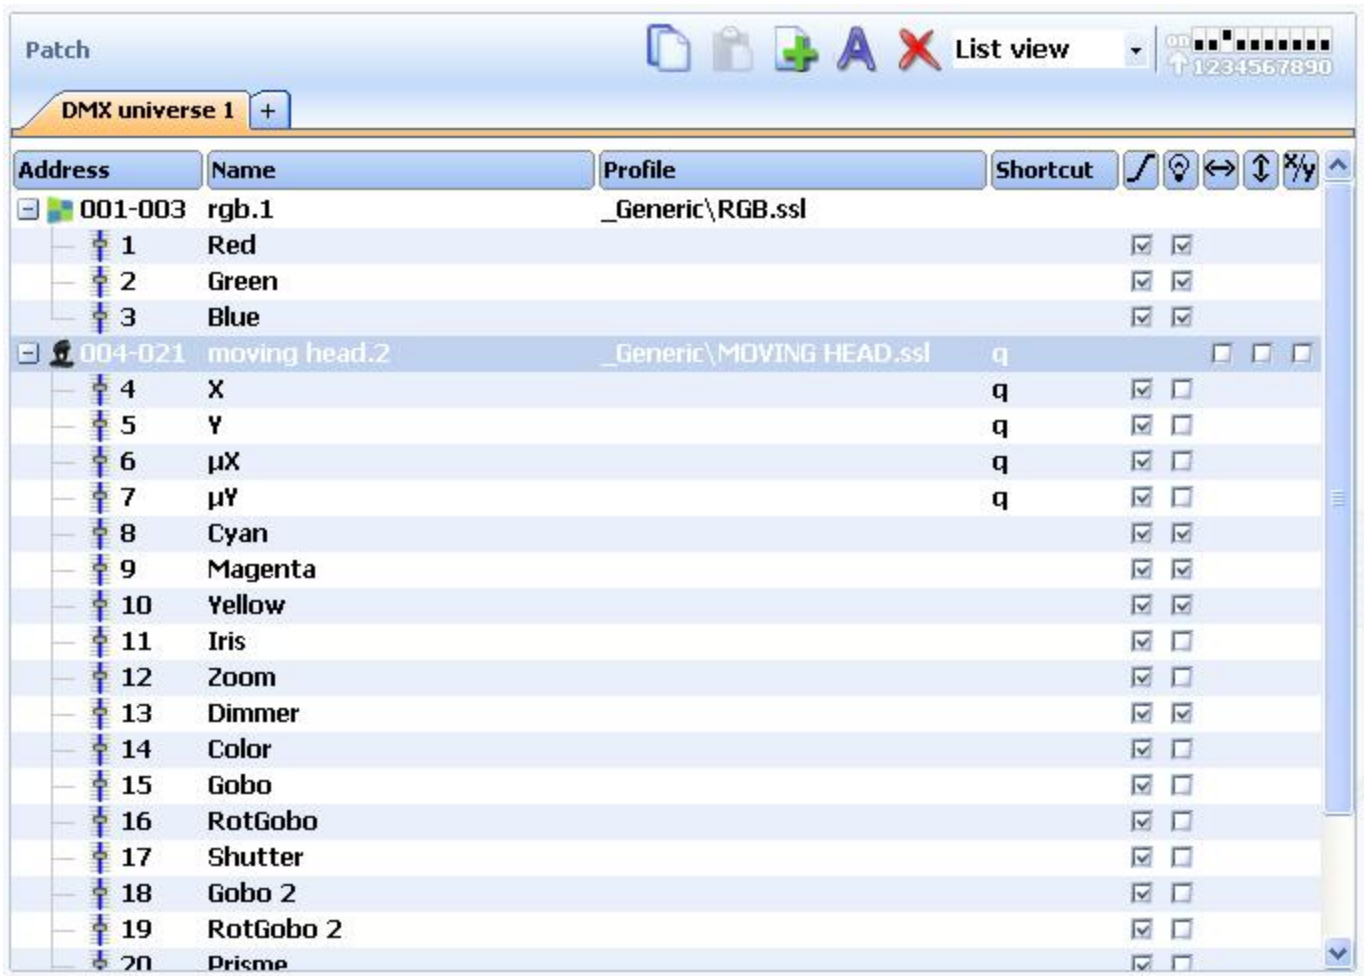 Patch
List view
on
1234567890
DMX universe 1 +
Address Name Profile Shortcut X/y
001-003 rgb.1 _Generic\RGB.ssl
1 Red
2 Green
3 Blue
004-021 moving head.2 _Generic\MOVING HEAD.ssl q
4 X q
5 Y q
6 µX q
7 µY q
8 Cyan
9 Magenta
10 Yellow
11 Iris
12 Zoom
13 Dimmer
14 Color
15 Gobo
16 RotGobo
17 Shutter
18 Gobo 2
19 RotGobo 2
20 Prisme